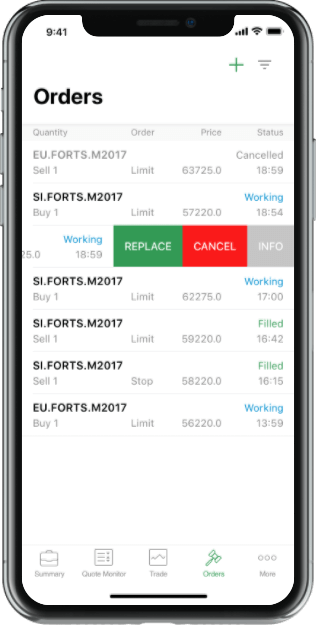 9:41
Orders
Quantity Order Price Status
EU.FORTS.M2017 Cancelled
Sell 1 Limit 63725.0 18:59
SI.FORTS.M2017 Working
Buy 1 Limit 57220.0 18:54
Working
25.0 18:59 REPLACE CANCEL INFO
SI.FORTS.M2017 Working
Buy 1 Limit 62275.0 17:00
SI.FORTS.M2017 Filled
Sell 1 Limit 59220.0 16:42
SI.FORTS.M2017 Filled
Sell 1 Stop 58220.0 16:15
EU.FORTS.M2017 Working
Buy 1 Limit 56220.0 13:59
Summary Quote Monitor Trade Orders More